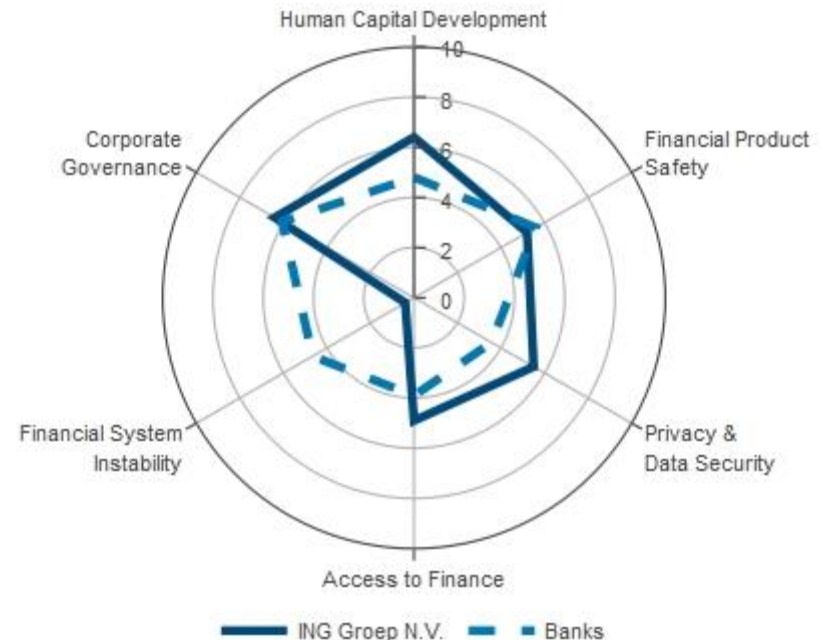 Human Capital Development
10
8
6
4
2
0
Corporate
Governance
Financial Product
Safety
Financial System
Instability
Privacy &
Data Security
Access to Finance
ING Groep N.V.
Banks